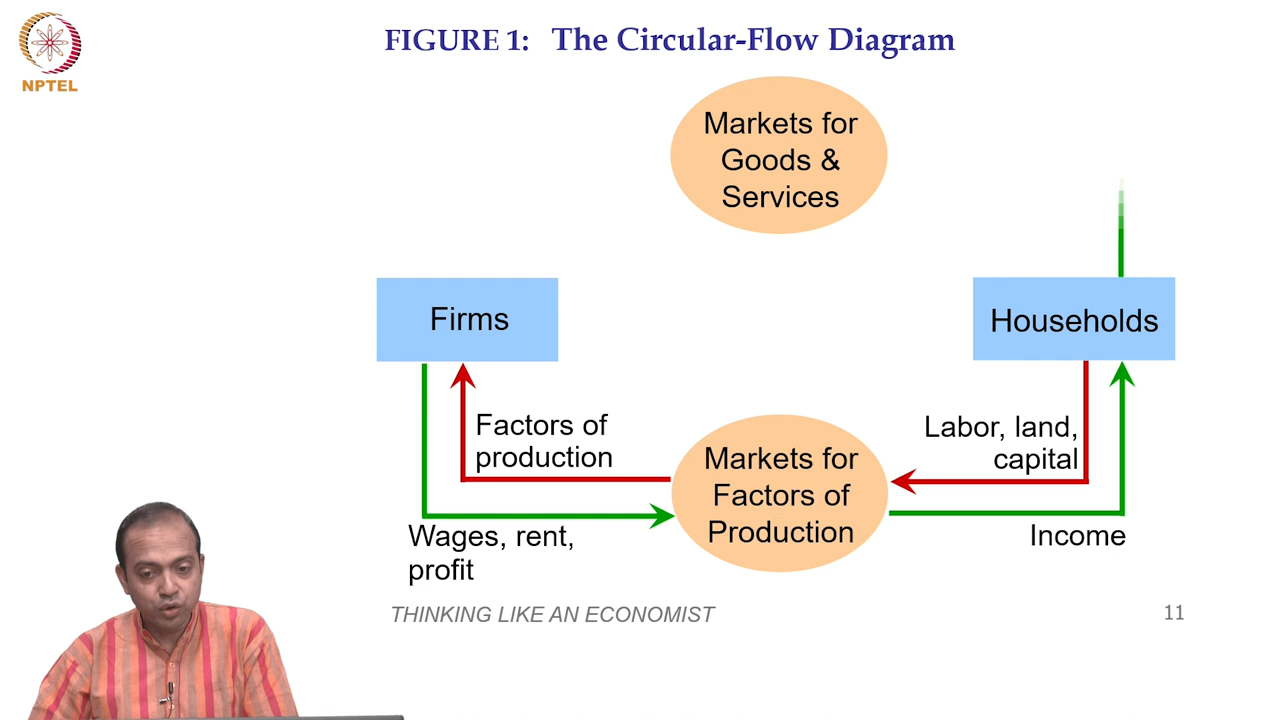 NPTEL
FIGURE 1: The Circular-Flow Diagram
Markets for
Goods &
Services
Firms
Households
Factors of
production
Labor, land,
capital
Markets for
Factors of
Production
Wages, rent,
profit
Income
THINKING LIKE AN ECONOMIST
11